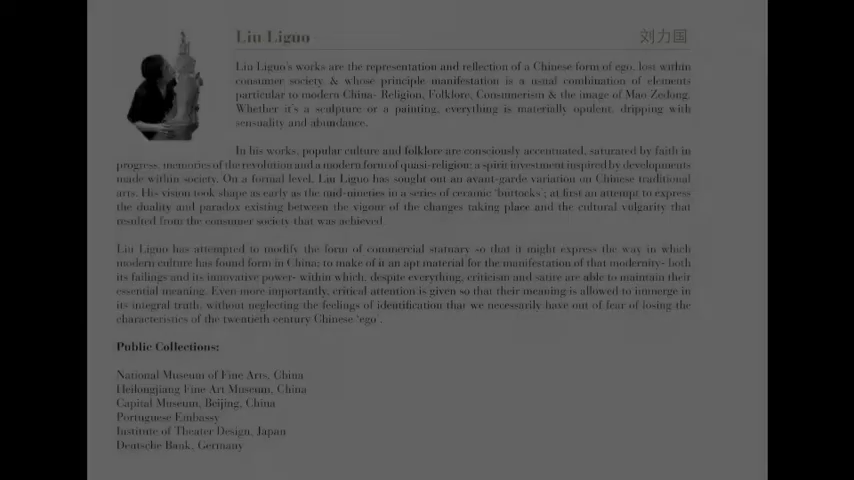 Liu Liguo 刘力国
Liu Liguo's works are the representation and reflection of a Chinese form of ego, lost within
consumer society & whose principle manifestation is a usual combination of elements
particular to modern China- Religion, Folklore, Consumerism & the image of Mao Zedong.
Whether it's a sculpture or a painting, everything is materially opulent, dripping with
sensuality and abundance.
In his works, popular culture and folklore are consciously accentuated, saturated by faith in
progress, memories of the revolution and a modern form of quasi-religion; a spirit investment inspired by developments
made within society. On a formal level, Liu Liguo has sought out an avant-garde variation on Chinese traditional
arts. His vision took shape as early as the mid-nineties in a series of ceramic 'buttocks'; at first an attempt to express
the duality and paradox existing between the vigour of the changes taking place and the cultural vulgarity that
resulted from the consumer society that was achieved.
Liu Liguo has attempted to modify the form of commercial statuary so that it might express the way in which
modern culture has found form in China; to make of it an apt material for the manifestation of that modernity- both
its failings and its innovative power- within which, despite everything, criticism and satire are able to maintain their
essential meaning. Even more importantly, critical attention is given so that their meaning is allowed to immerge in
its integral truth, without neglecting the feelings of identification that we necessarily have out of fear of losing the
characteristics of the twentieth century Chinese 'ego'.
Public Collections:
National Museum of Fine Arts, China
Heilongjiang Fine Art Museum, China
Capital Museum, Beijing, China
Portuguese Embassy
Institute of Theater Design, Japan
Deutsche Bank, Germany